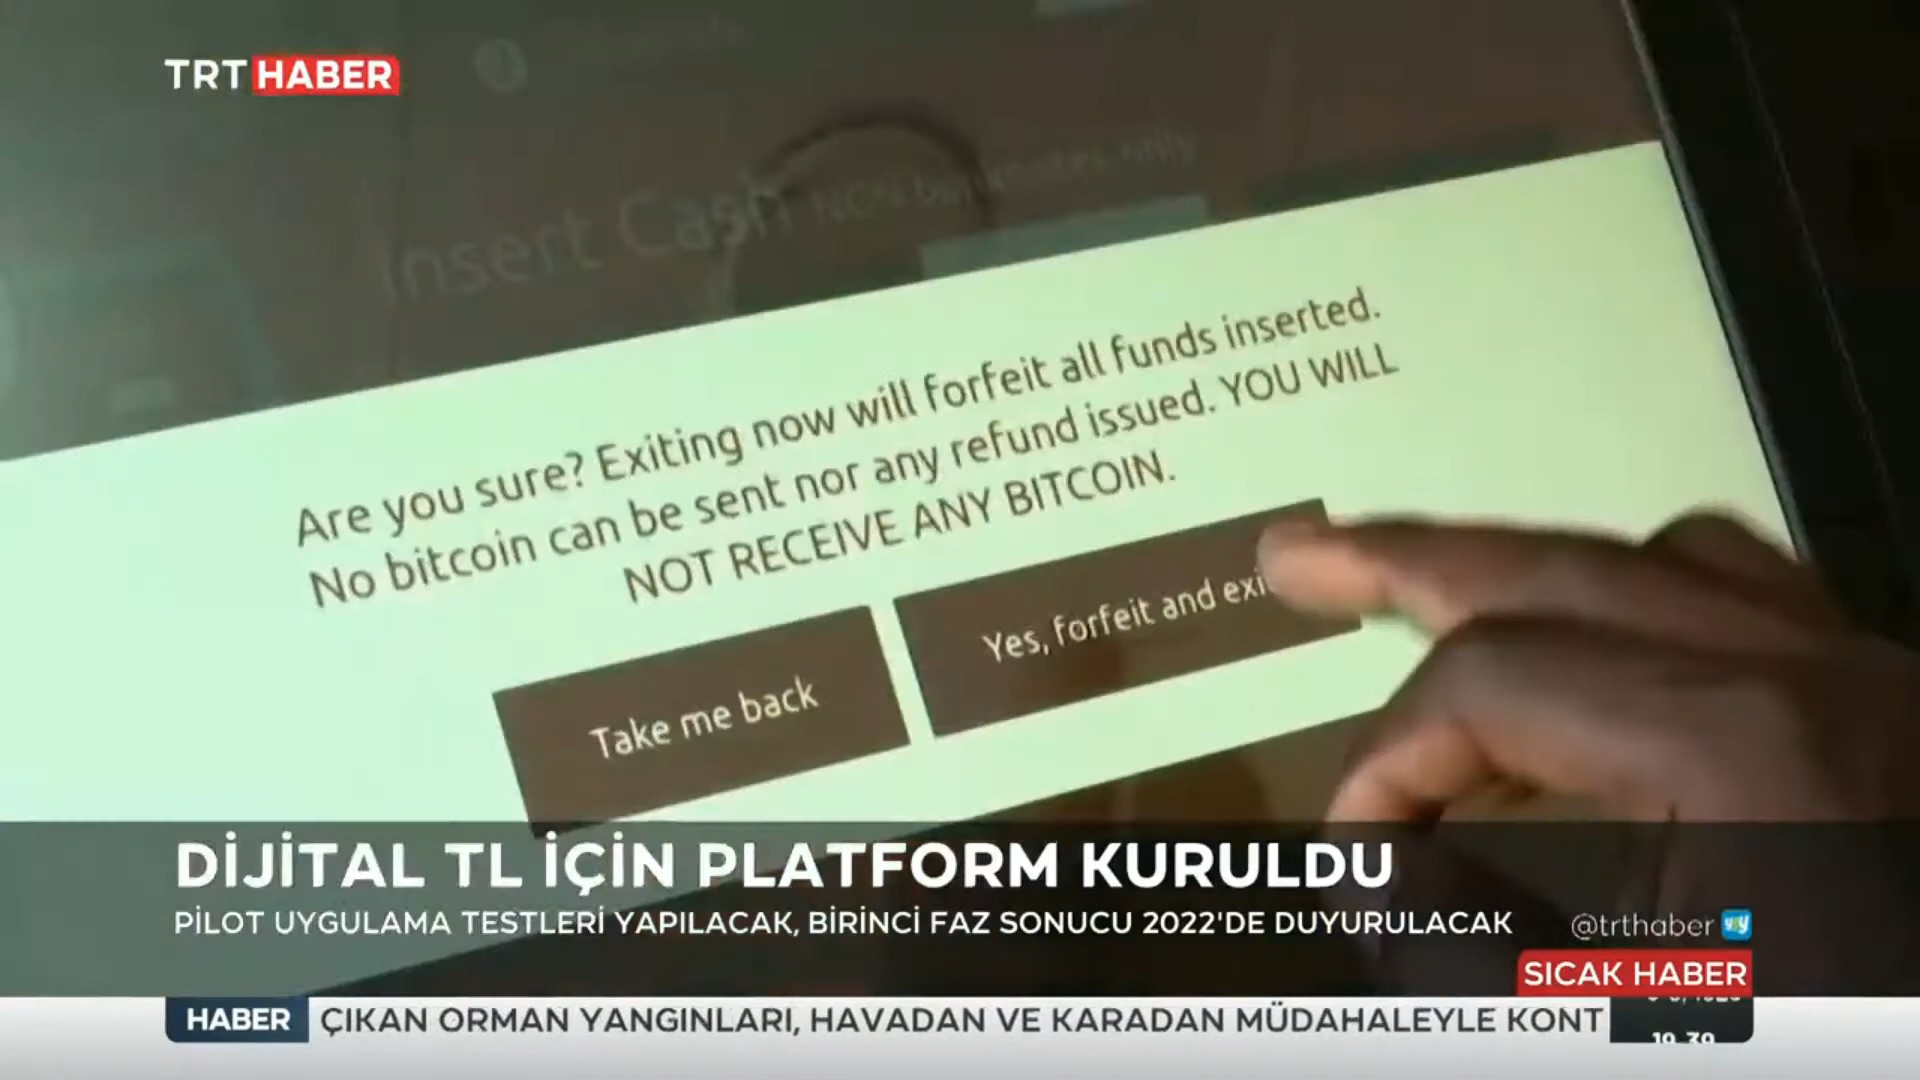 TRT HABER
Insert Cash
Are you sure? Exiting now will forfeit all funds inserted.
No bitcoin can be sent nor any refund issued. YOU WILL
NOT RECEIVE ANY BITCOIN.
Take me back
Yes, forfeit and exi
DİJİTAL TL İÇİN PLATFORM KURULDU
PİLOT UYGULAMA TESTLERİ YAPILACAK, BİRİNCİ FAZ SONUCU 2022'DE DUYURULACAK
@trthaber
SICAK HABER
HABER
ÇIKAN ORMAN YANGINLARI, HAVADAN VE KARADAN MÜDAHALEYLE KONT